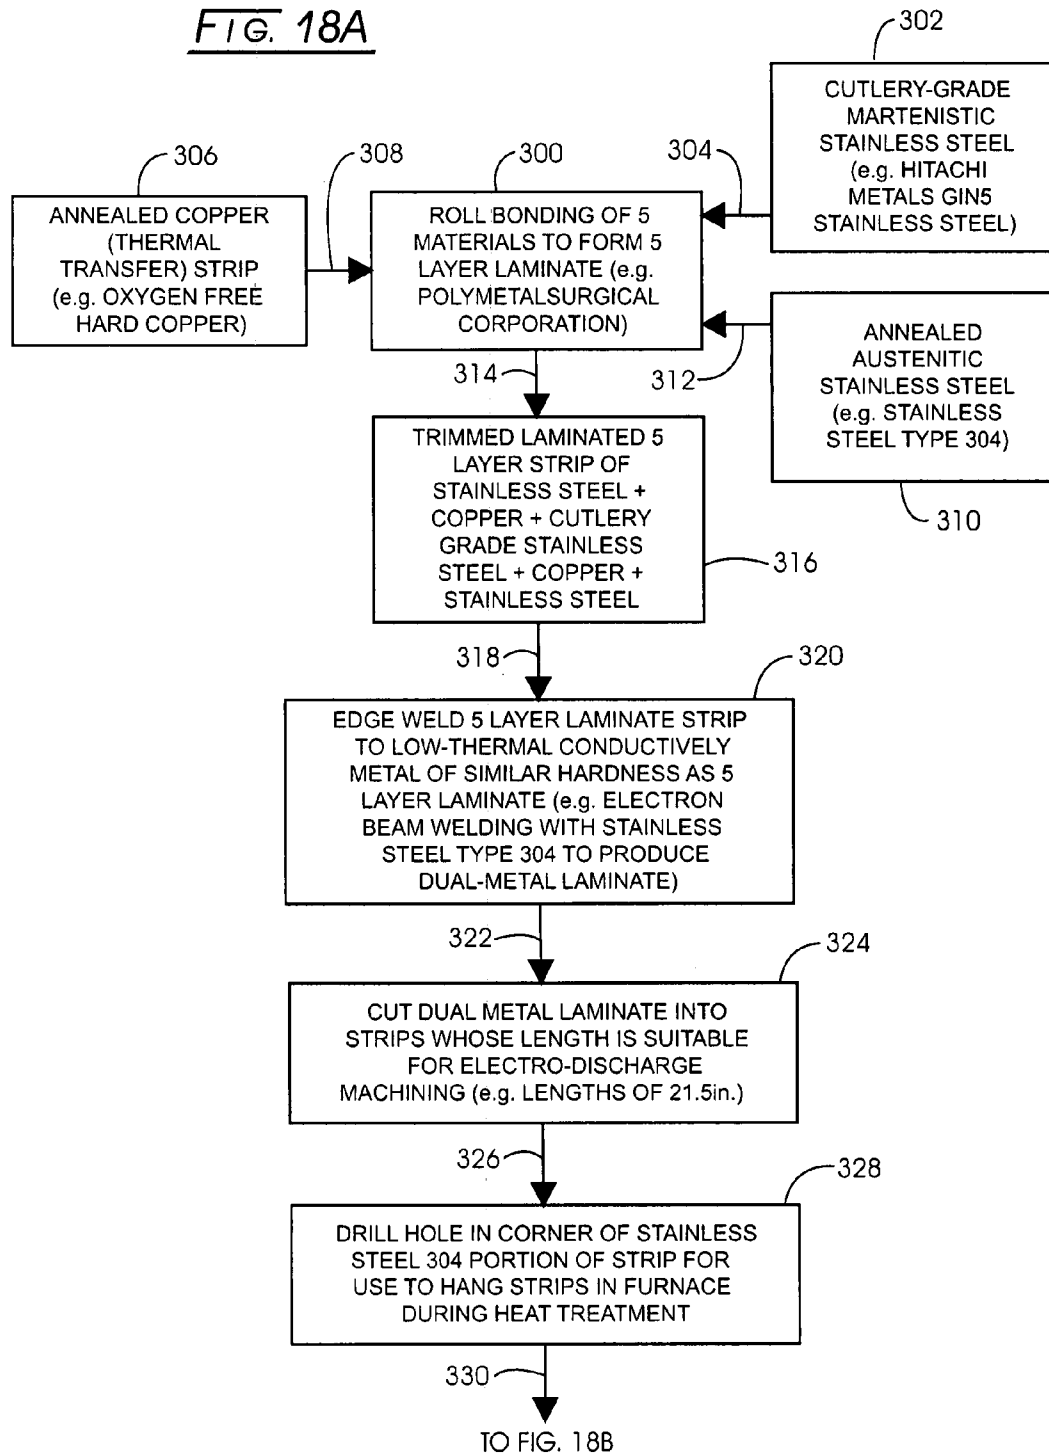 FIG. 18A
302
CUTLERY-GRADE
MARTENISTIC
STAINLESS STEEL
(e.g. HITACHI
METALS GIN5
STAINLESS STEEL)
304
306
ANNEALED COPPER
(THERMAL
TRANSFER) STRIP
(e.g. OXYGEN FREE
HARD COPPER)
308
300
ROLL BONDING OF 5
MATERIALS TO FORM 5
LAYER LAMINATE (e.g.
POLYMETALSURGICAL
CORPORATION)
312
ANNEALED
AUSTENITIC
STAINLESS STEEL
(e.g. STAINLESS
STEEL TYPE 304)
310
314
TRIMMED LAMINATED 5
LAYER STRIP OF
STAINLESS STEEL +
COPPER + CUTLERY
GRADE STAINLESS
STEEL + COPPER +
STAINLESS STEEL
316
318
320
EDGE WELD 5 LAYER LAMINATE STRIP
TO LOW-THERMAL CONDUCTIVELY
METAL OF SIMILAR HARDNESS AS 5
LAYER LAMINATE (e.g. ELECTRON
BEAM WELDING WITH STAINLESS
STEEL TYPE 304 TO PRODUCE
DUAL-METAL LAMINATE)
322
324
CUT DUAL METAL LAMINATE INTO
STRIPS WHOSE LENGTH IS SUITABLE
FOR ELECTRO-DISCHARGE
MACHINING (e.g. LENGTHS OF 21.5in.)
326
328
DRILL HOLE IN CORNER OF STAINLESS
STEEL 304 PORTION OF STRIP FOR
USE TO HANG STRIPS IN FURNACE
DURING HEAT TREATMENT
330
TO FIG. 18B